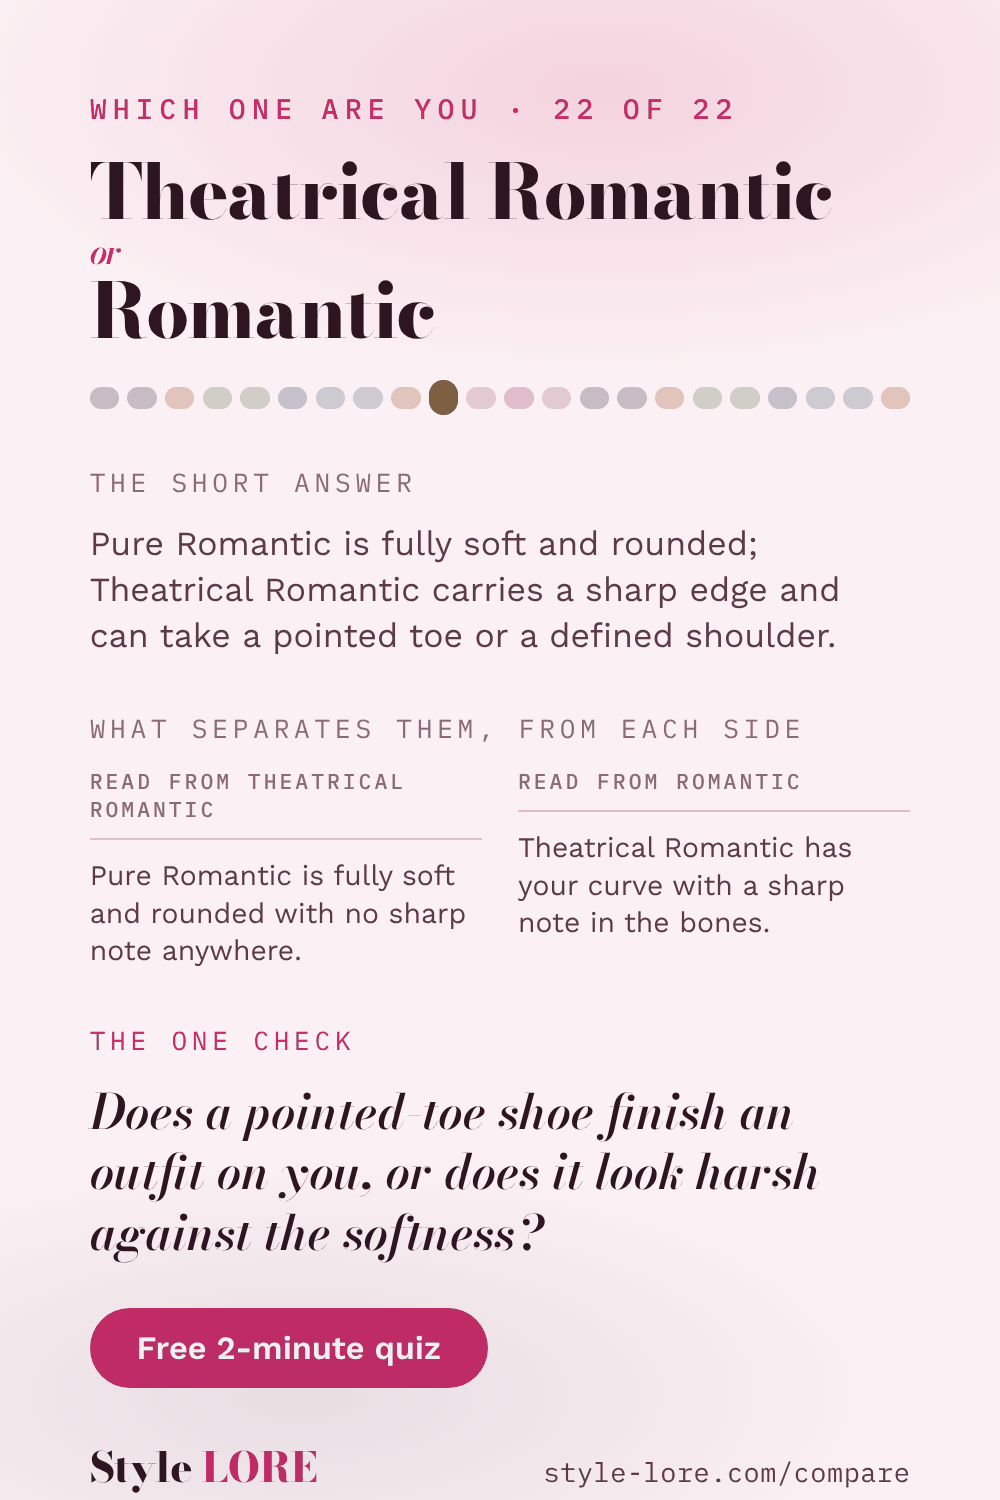 WHICH ONE ARE YOU · 22 OF 22
Theatrical Romantic
or
Romantic
THE SHORT ANSWER
Pure Romantic is fully soft and rounded;
Theatrical Romantic carries a sharp edge and
can take a pointed toe or a defined shoulder.
WHAT SEPARATES THEM, FROM EACH SIDE
READ FROM THEATRICAL
ROMANTIC
Pure Romantic is fully soft
and rounded with no sharp
note anywhere.
READ FROM ROMANTIC
Theatrical Romantic has
your curve with a sharp
note in the bones.
THE ONE CHECK
Does a pointed-toe shoe finish an
outfit on you, or does it look harsh
against the softness?
Free 2-minute quiz
Style LORE
style-lore.com/compare